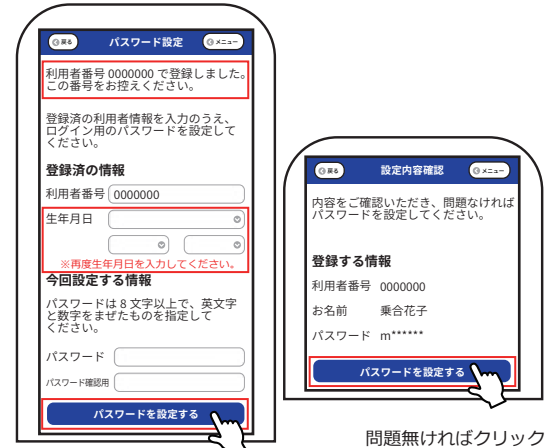 戻る
パスワード設定
メニュー
利用者番号 0000000 で登録しました。
この番号をお控えください。
登録済の利用者情報を入力のうえ、
ログイン用のパスワードを設定して
ください。
登録済の情報
利用者番号 0000000
生年月日
※再度生年月日を入力してください。
今回設定する情報
パスワードは 8 文字以上で、英文字
と数字をまぜたものを指定して
ください。
パスワード
パスワード確認用
パスワードを設定する
戻る
設定内容確認
メニュー
内容をご確認いただき、問題なければ
パスワードを設定してください。
登録する情報
利用者番号 0000000
お名前 乗合花子
パスワード m******
パスワードを設定する
問題無ければクリック